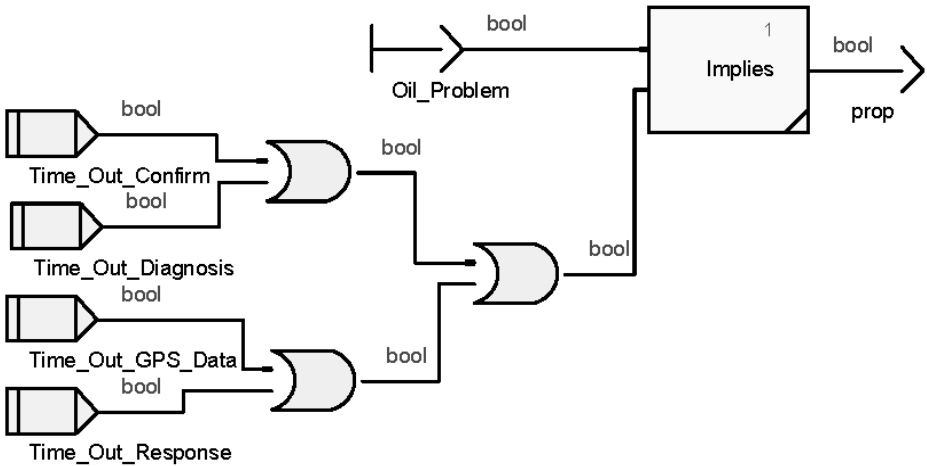 bool
1
bool
Implies
Oil_Problem
prop
bool
bool
Time_Out_Confirm
bool
bool
Time_Out_Diagnosis
bool
bool
Time_Out_GPS_Data
bool
Time_Out_Response